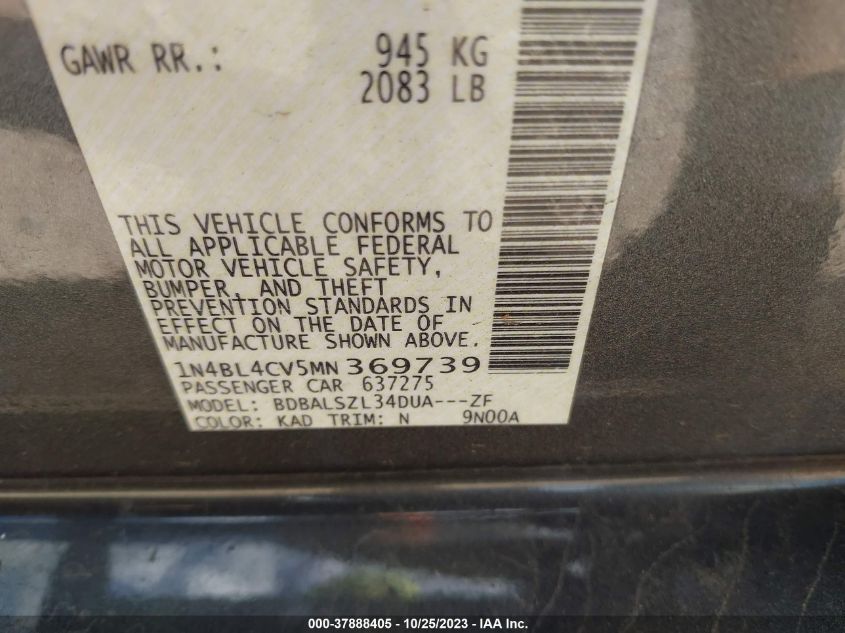 GAWR RR.: 945 KG
2083 LB
THIS VEHICLE CONFORMS TO
ALL APPLICABLE FEDERAL
MOTOR VEHICLE SAFETY,
BUMPER, AND THEFT
PREVENTION STANDARDS IN
EFFECT ON THE DATE OF
MANUFACTURE SHOWN ABOVE.
1N4BL4CV5MN369739
PASSENGER CAR 637275
MODEL: BDBALSZL34DUA---ZF
COLOR: KAD TRIM: N 9N00A
000-37888405 - 10/25/2023 - IAA Inc.